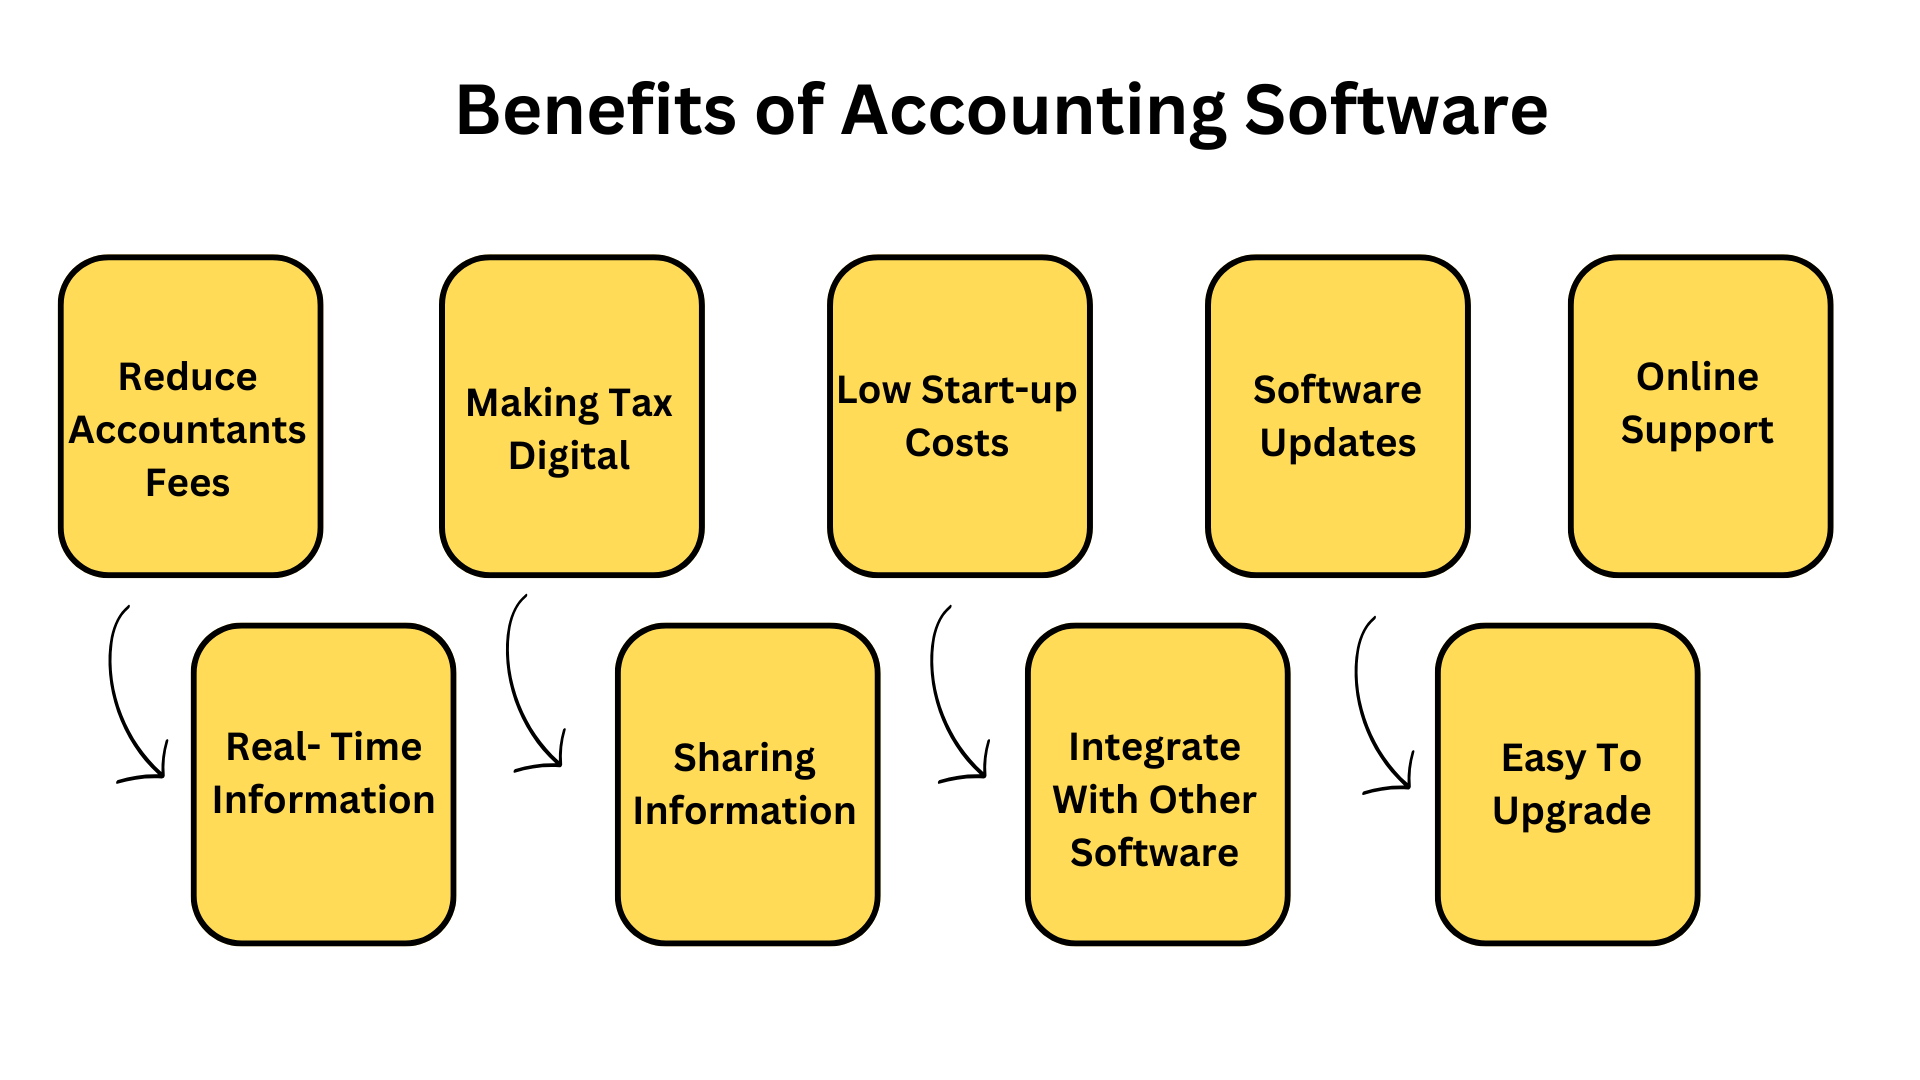 Benefits of Accounting Software
Reduce
Accountants
Fees
Making Tax
Digital
Low Start-up
Costs
Software
Updates
Online
Support
Real- Time
Information
Sharing
Information
Integrate
With Other
Software
Easy To
Upgrade